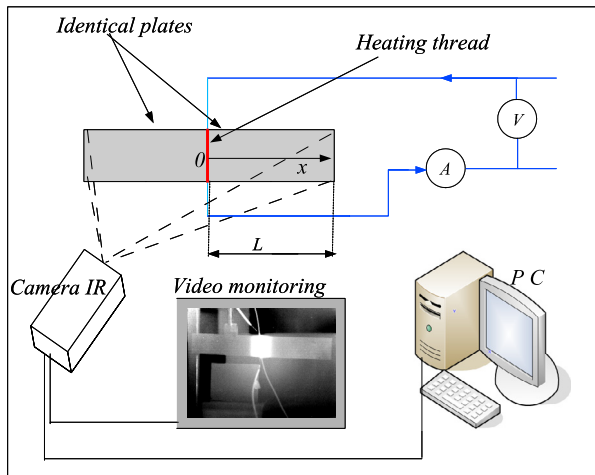 Identical plates
Heating thread
V
0
x
A
L
Camera IR
Video monitoring
P C